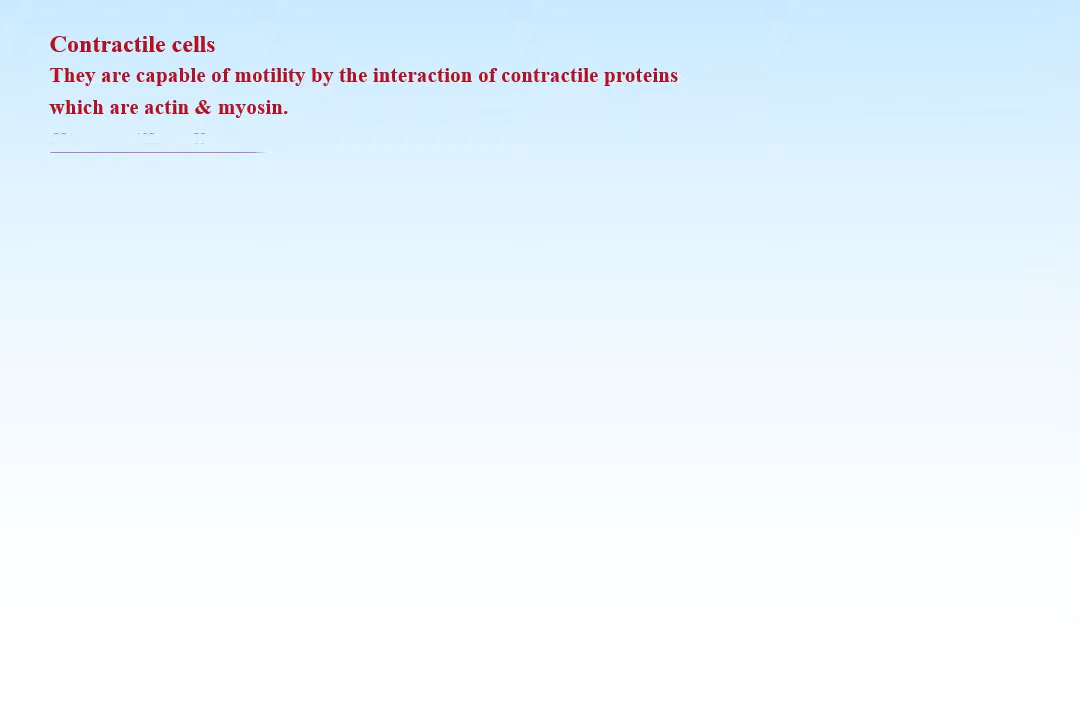 Contractile cells
They are capable of motility by the interaction of contractile proteins
which are actin & myosin.